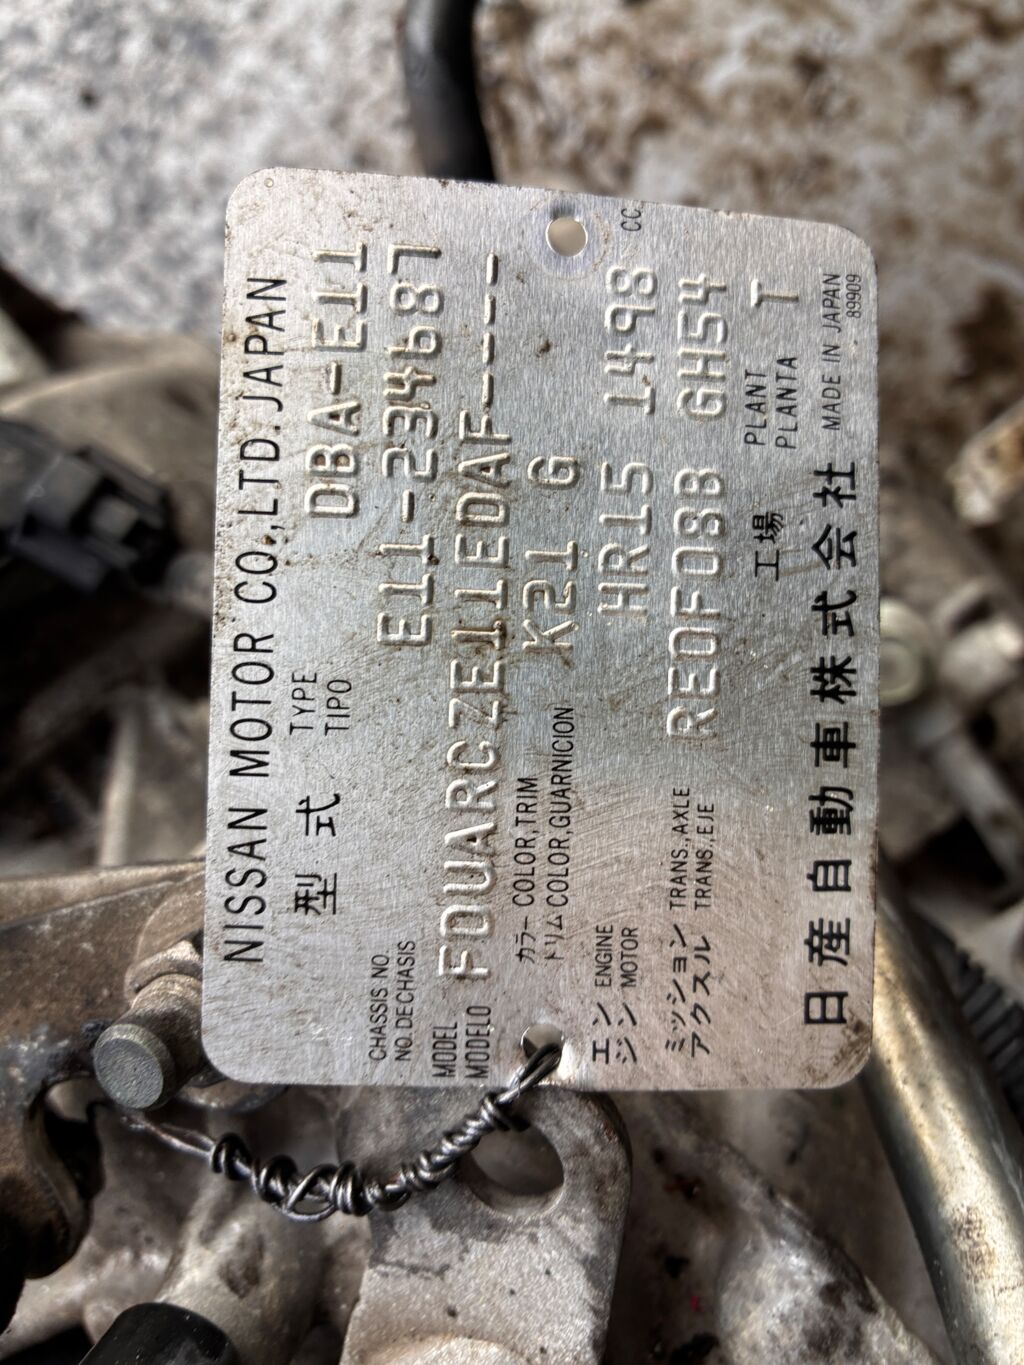 NISSAN MOTOR CO.,LTD. JAPAN
型式 TYPE TIPO DBA-E11
CHASSIS NO. NO. DECHASIS E11-234687
MODEL MODELO FDUARCZE11EDAF-----
カラー COLOR,TRIM K21 G
トリム COLOR,GUARNICION
エンジン ENGINE MOTOR HR15 1498 CC
ミッション TRANS.,AXLE REOF08B GH54
アクスル TRANS,EJE
工場 PLANT PLANTA T
日産自動車株式会社 MADE IN JAPAN
89909